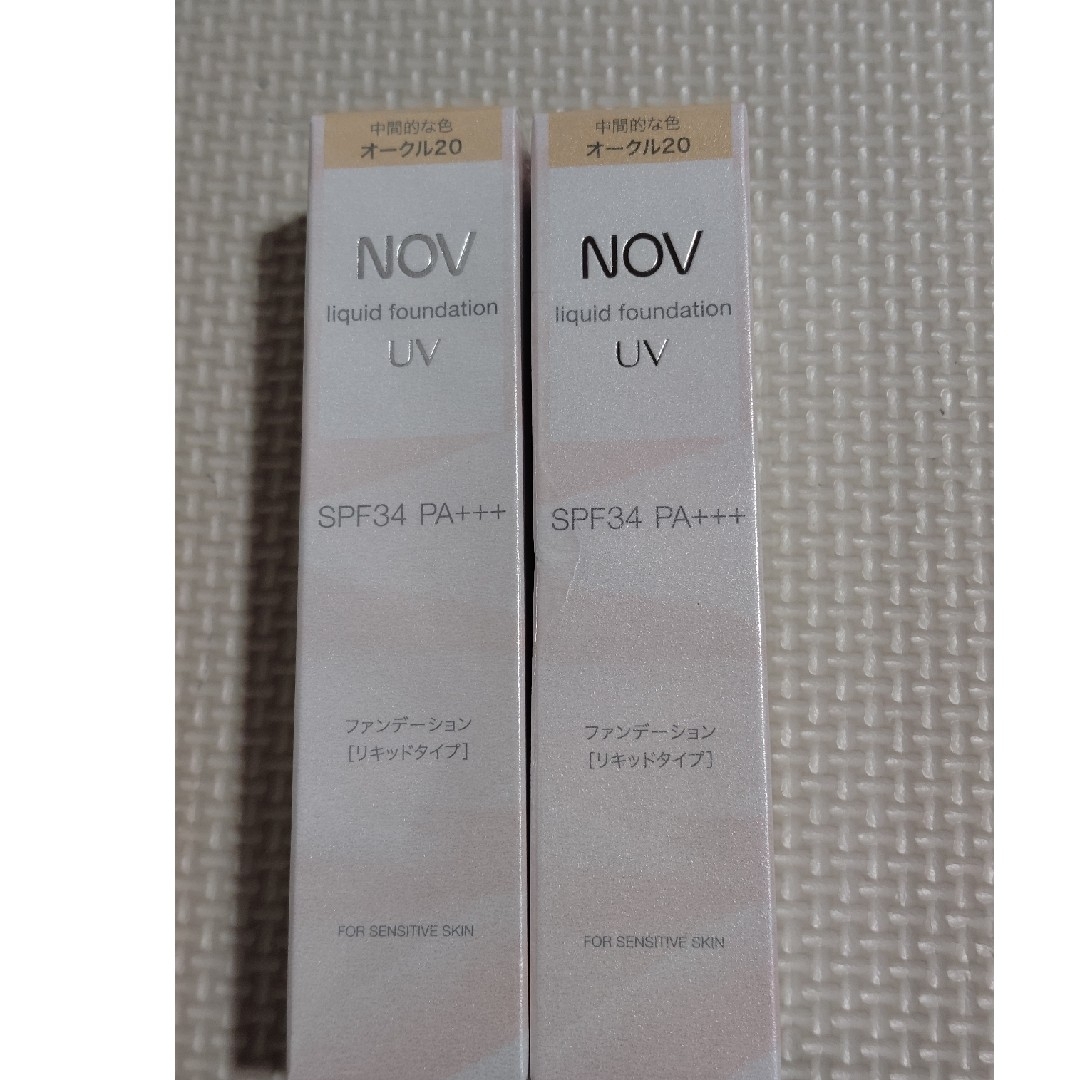 中間的な色
オークル20
NOV
liquid foundation
UV
SPF34 PA+++
ファンデーション
[リキッドタイプ]
FOR SENSITIVE SKIN
中間的な色
オークル20
NOV
liquid foundation
UV
SPF34 PA+++
ファンデーション
[リキッドタイプ]
FOR SENSITIVE SKIN